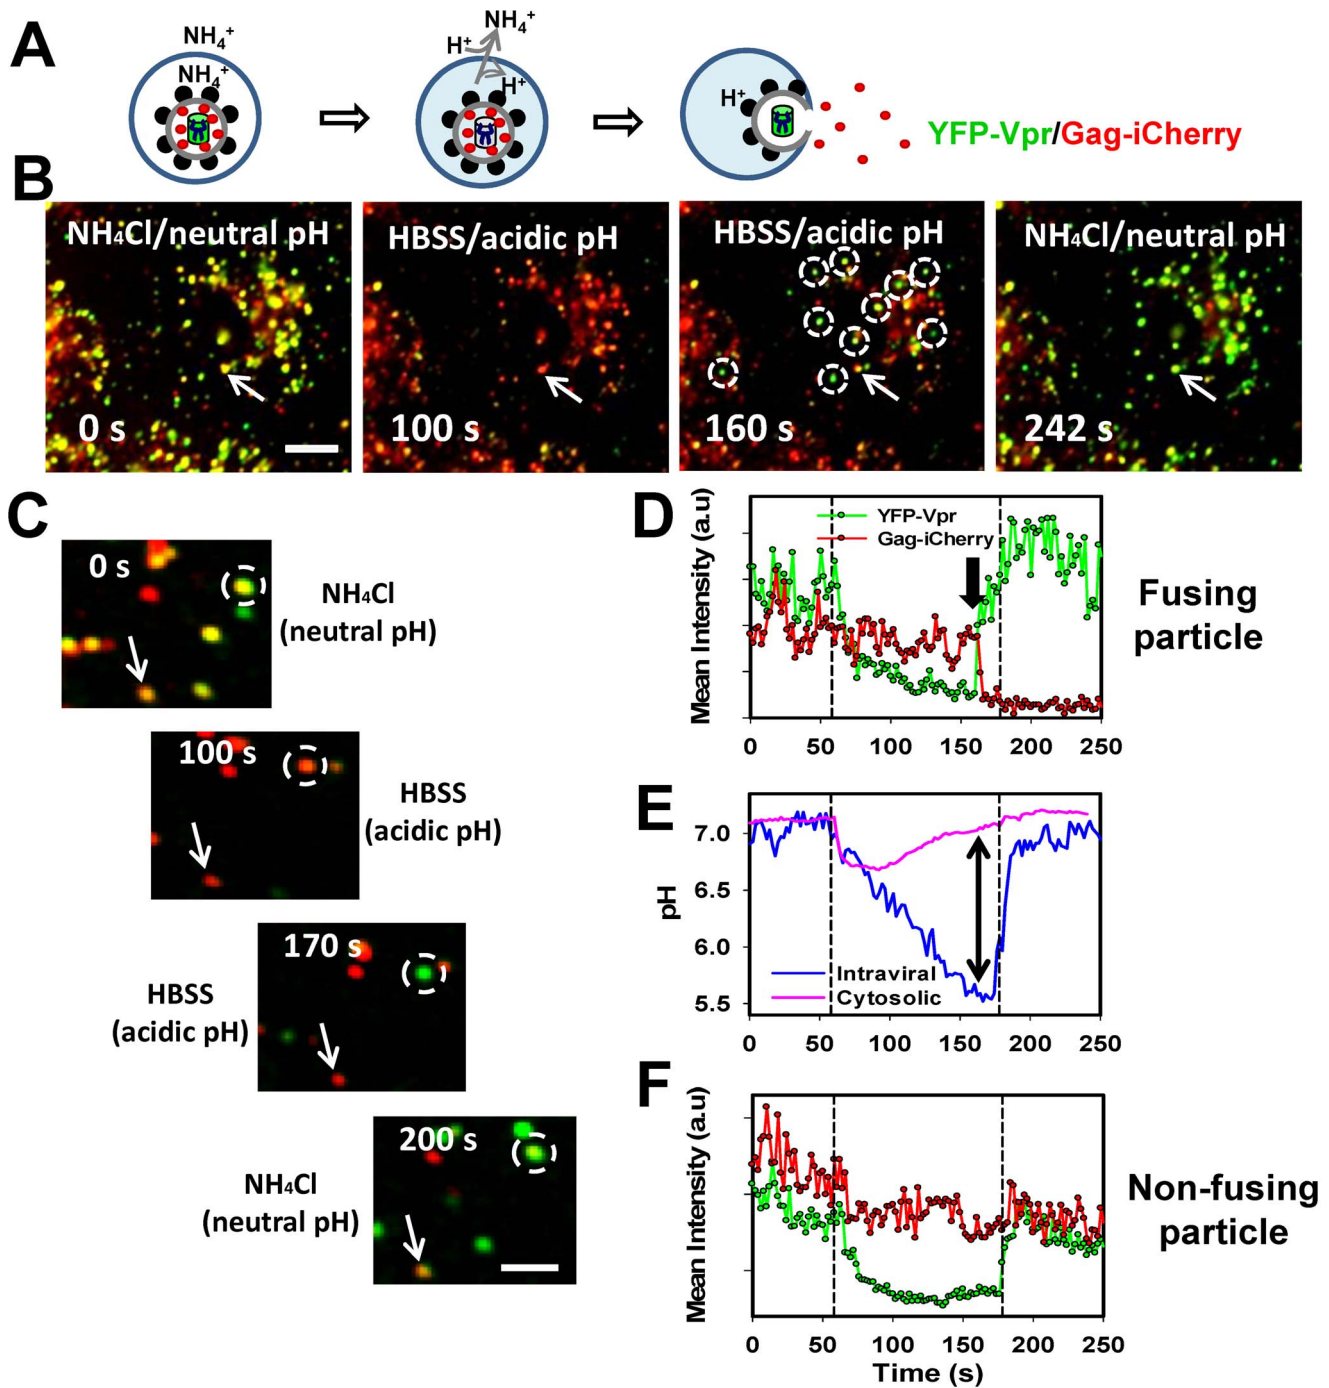 A
NH₄⁺
NH₄⁺
NH₄⁺
H⁺
H⁺
H⁺
YFP-Vpr/Gag-iCherry
B
NH₄Cl/neutral pH
0 s
HBSS/acidic pH
100 s
HBSS/acidic pH
160 s
NH₄Cl/neutral pH
242 s
C
0 s
NH₄Cl
(neutral pH)
100 s
HBSS
(acidic pH)
170 s
HBSS
(acidic pH)
200 s
NH₄Cl
(neutral pH)
D
Mean Intensity (a.u)
YFP-Vpr
Gag-iCherry
0 50 100 150 200 250
Fusing
particle
E
pH
7.0
6.5
6.0
5.5
Intraviral
Cytosolic
0 50 100 150 200 250
F
Mean Intensity (a.u)
0 50 100 150 200 250
Time (s)
Non-fusing
particle